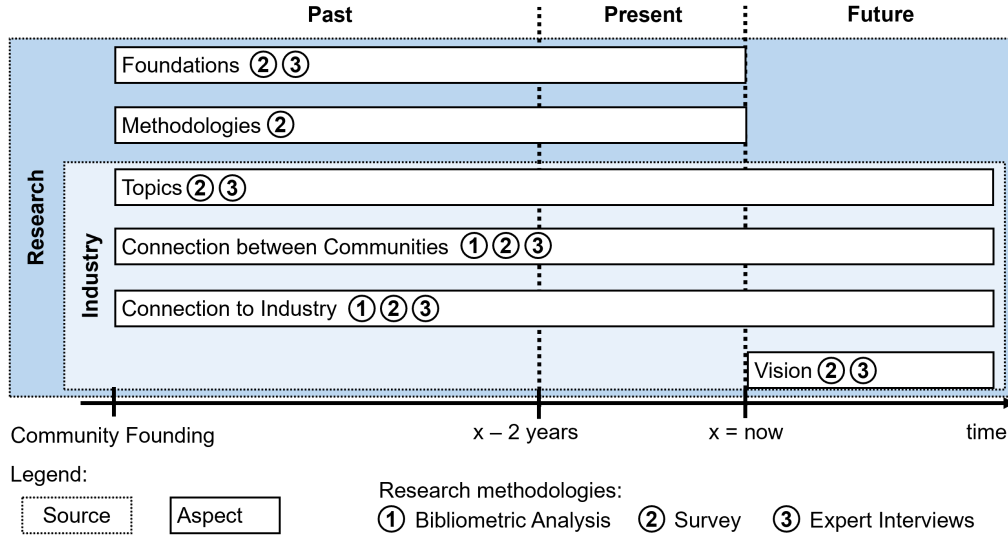 Past Present Future
Foundations ② ③
Methodologies ②
Research
Industry
Topics ② ③
Connection between Communities ① ② ③
Connection to Industry ① ② ③
Vision ② ③
Community Founding x – 2 years x = now time
Legend:
Source Aspect
Research methodologies:
① Bibliometric Analysis ② Survey ③ Expert Interviews